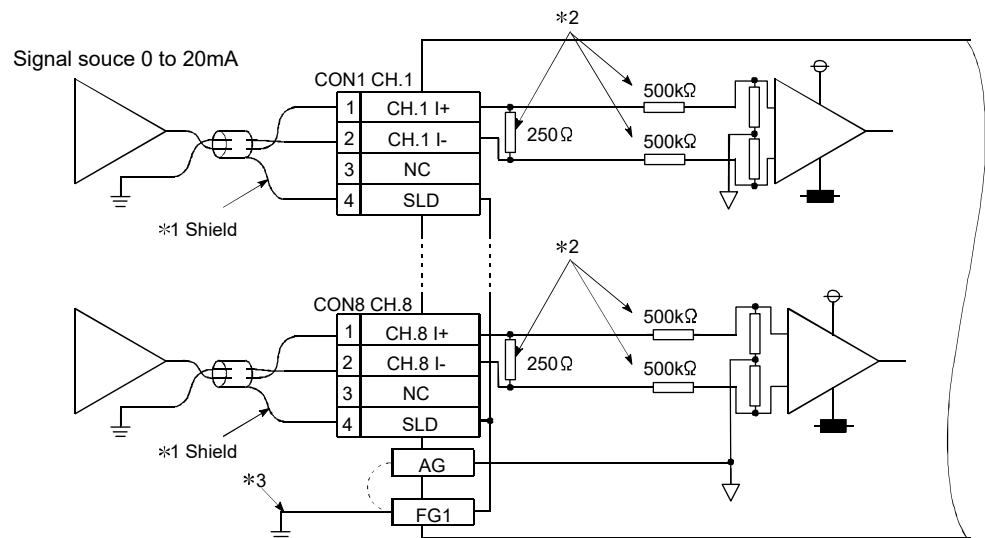 *2
Signal souce 0 to 20mA
CON1 CH.1
500kΩ
1 CH.1 I+
250Ω
2 CH.1 I-
500kΩ
3 NC
4 SLD
*1 Shield
*2
CON8 CH.8
500kΩ
1 CH.8 I+
250Ω
2 CH.8 I-
500kΩ
3 NC
4 SLD
*1 Shield
AG
*3
FG1